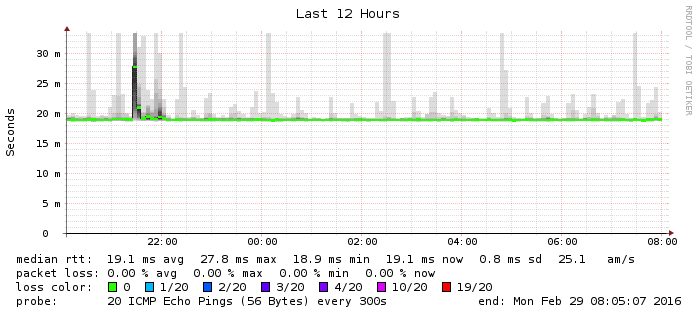 Last 12 Hours
RRDTOOL / TOBI OETIKER
Seconds
30 m
25 m
20 m
15 m
10 m
5 m
0
22:00 00:00 02:00 04:00 06:00 08:00
median rtt: 19.1 ms avg 27.8 ms max 18.9 ms min 19.1 ms now 0.8 ms sd 25.1 am/s
packet loss: 0.00 % avg 0.00 % max 0.00 % min 0.00 % now
loss color: 0 1/20 2/20 3/20 4/20 10/20 19/20
probe: 20 ICMP Echo Pings (56 Bytes) every 300s end: Mon Feb 29 08:05:07 2016